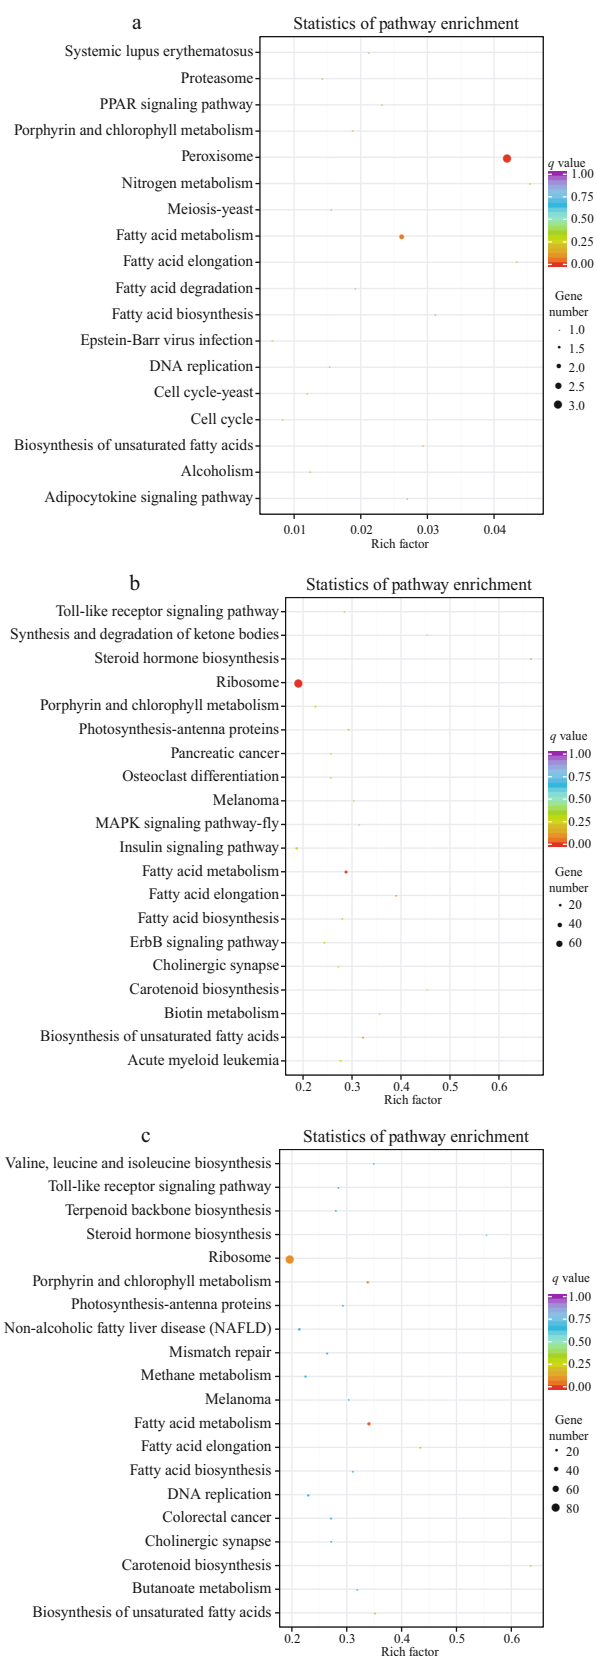 a
Statistics of pathway enrichment
Systemic lupus erythematosus
Proteasome
PPAR signaling pathway
Porphyrin and chlorophyll metabolism
Peroxisome
Nitrogen metabolism
Meiosis-yeast
Fatty acid metabolism
Fatty acid elongation
Fatty acid degradation
Fatty acid biosynthesis
Epstein-Barr virus infection
DNA replication
Cell cycle-yeast
Cell cycle
Biosynthesis of unsaturated fatty acids
Alcoholism
Adipocytokine signaling pathway
0.01 0.02 0.03 0.04
Rich factor
q value
1.00
0.75
0.50
0.25
0.00
Gene
number
1.0
1.5
2.0
2.5
3.0
b
Statistics of pathway enrichment
Toll-like receptor signaling pathway
Synthesis and degradation of ketone bodies
Steroid hormone biosynthesis
Ribosome
Porphyrin and chlorophyll metabolism
Photosynthesis-antenna proteins
Pancreatic cancer
Osteoclast differentiation
Melanoma
MAPK signaling pathway-fly
Insulin signaling pathway
Fatty acid metabolism
Fatty acid elongation
Fatty acid biosynthesis
ErbB signaling pathway
Cholinergic synapse
Carotenoid biosynthesis
Biotin metabolism
Biosynthesis of unsaturated fatty acids
Acute myeloid leukemia
0.2 0.3 0.4 0.5 0.6
Rich factor
q value
1.00
0.75
0.50
0.25
0.00
Gene
number
20
40
60
c
Statistics of pathway enrichment
Valine, leucine and isoleucine biosynthesis
Toll-like receptor signaling pathway
Terpenoid backbone biosynthesis
Steroid hormone biosynthesis
Ribosome
Porphyrin and chlorophyll metabolism
Photosynthesis-antenna proteins
Non-alcoholic fatty liver disease (NAFLD)
Mismatch repair
Methane metabolism
Melanoma
Fatty acid metabolism
Fatty acid elongation
Fatty acid biosynthesis
DNA replication
Colorectal cancer
Cholinergic synapse
Carotenoid biosynthesis
Butanoate metabolism
Biosynthesis of unsaturated fatty acids
0.2 0.3 0.4 0.5 0.6
Rich factor
q value
1.00
0.75
0.50
0.25
0.00
Gene
number
20
40
60
80